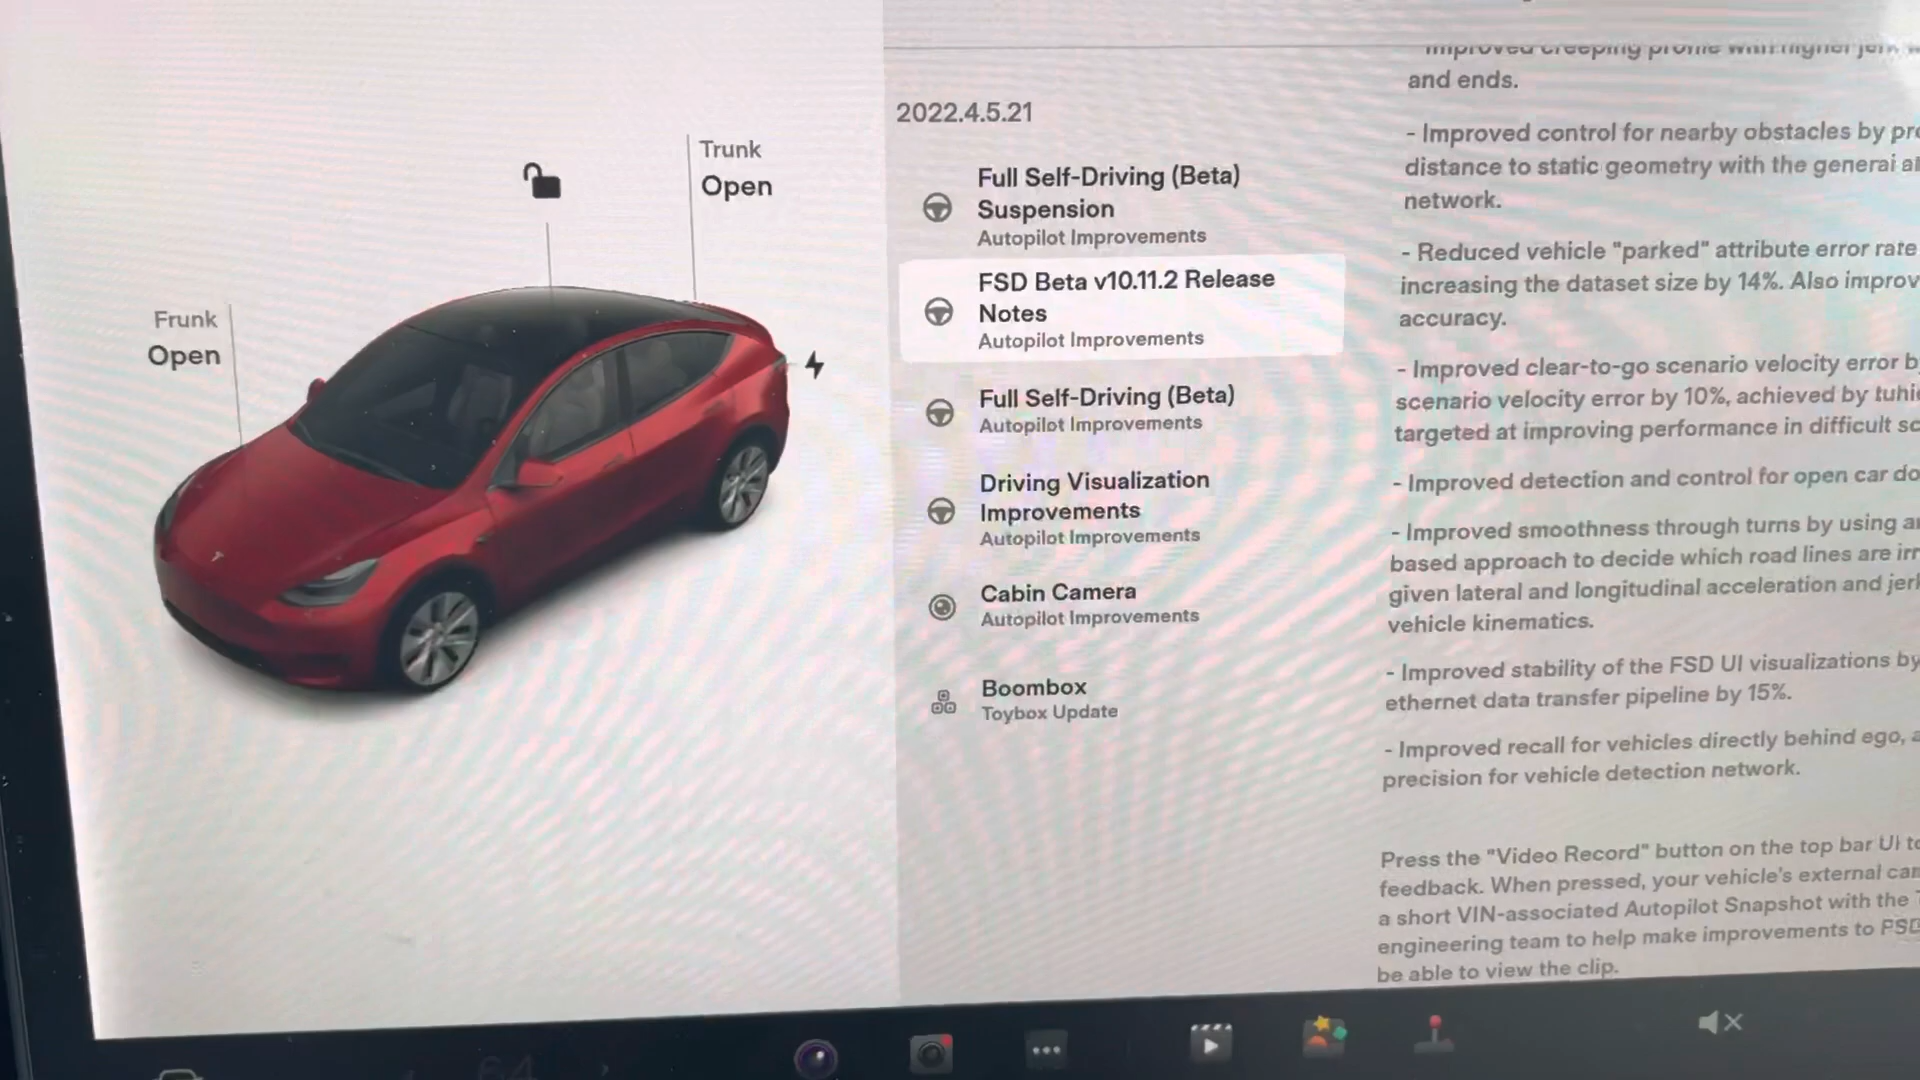 Trunk
Open
Frunk
Open
2022.4.5.21
Full Self-Driving (Beta)
Suspension
Autopilot Improvements
FSD Beta v10.11.2 Release
Notes
Autopilot Improvements
Full Self-Driving (Beta)
Autopilot Improvements
Driving Visualization
Improvements
Autopilot Improvements
Cabin Camera
Autopilot Improvements
Boombox
Toybox Update
Improved creeping profile with higher jerk
and ends.
- Improved control for nearby obstacles by
distance to static geometry with the general
network.
- Reduced vehicle "parked" attribute error rate
increasing the dataset size by 14%. Also
accuracy.
- Improved clear-to-go scenario velocity error
scenario velocity error by 10%, achieved by
targeted at improving performance in difficult
- Improved detection and control for open car
- Improved smoothness through turns by using
based approach to decide which road lines are
given lateral and longitudinal acceleration and
vehicle kinematics.
- Improved stability of the FSD UI visualizations by
ethernet data transfer pipeline by 15%.
- Improved recall for vehicles directly behind ego,
precision for vehicle detection network.
Press the "Video Record" button on the top bar UI
feedback. When pressed, your vehicle's external
a short VIN-associated Autopilot Snapshot with the
engineering team to help make improvements to
be able to view the clip.
64